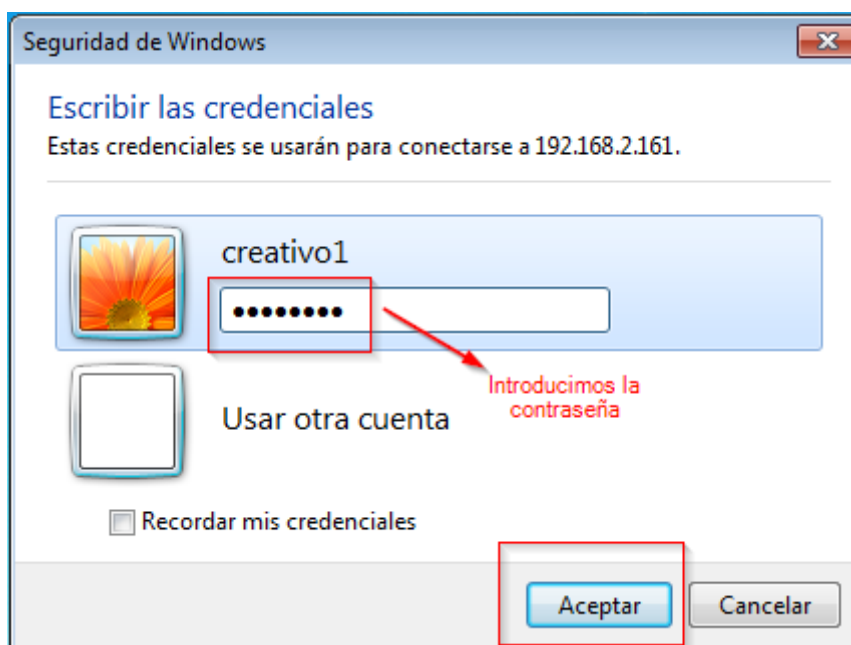 Seguridad de Windows
Escribir las credenciales
Estas credenciales se usarán para conectarse a 192.168.2.161.
creativo1
••••••••
Introducimos la
contraseña
Usar otra cuenta
Recordar mis credenciales
Aceptar
Cancelar